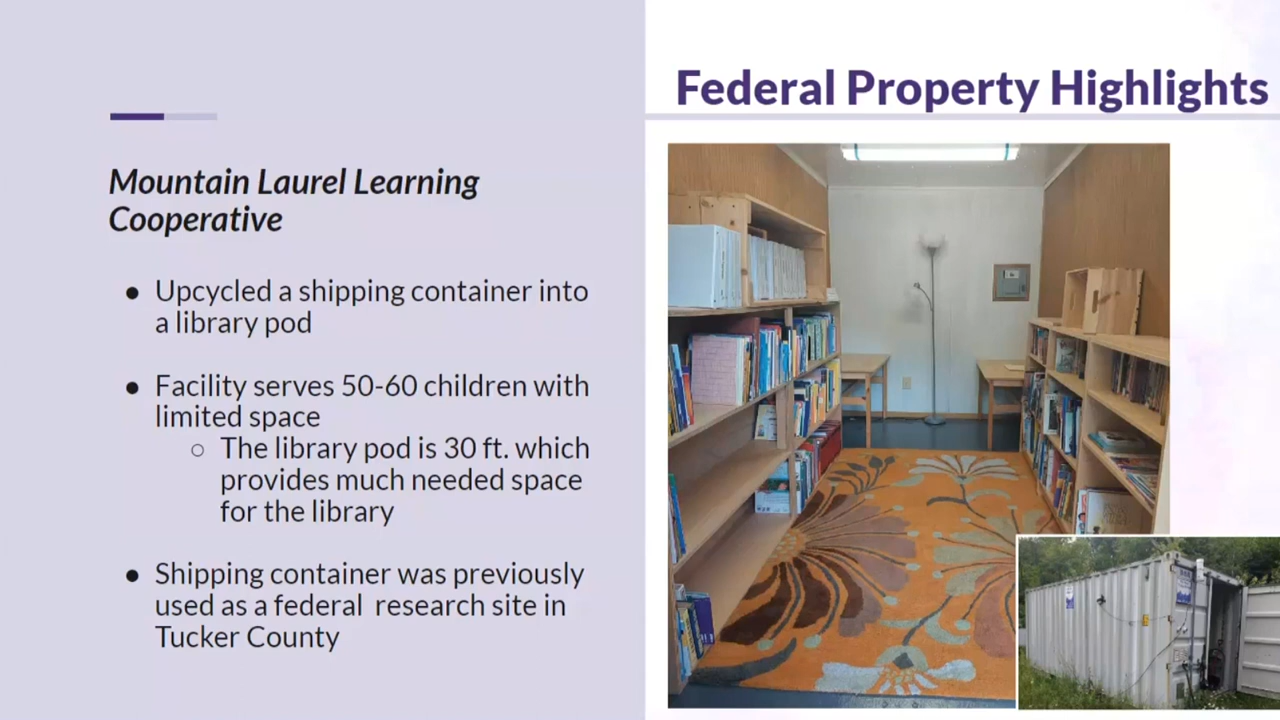 Federal Property Highlights
Mountain Laurel Learning
Cooperative
● Upcycled a shipping container into
a library pod
● Facility serves 50-60 children with
limited space
○ The library pod is 30 ft. which
provides much needed space
for the library
● Shipping container was previously
used as a federal research site in
Tucker County